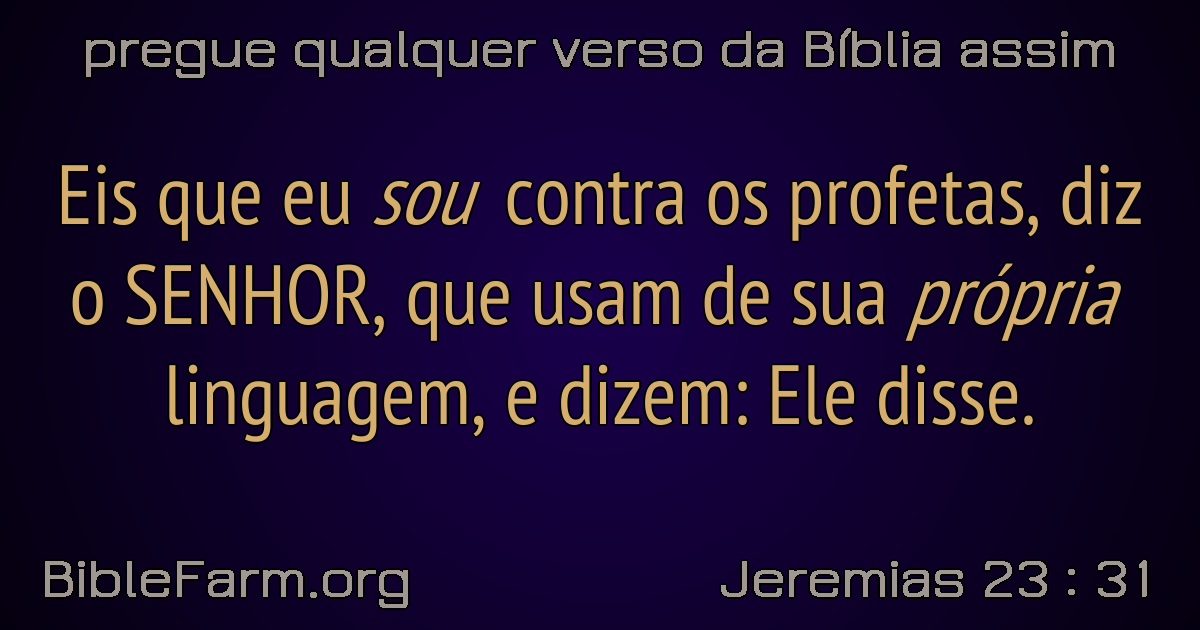 pregue qualquer verso da Bíblia assim
Eis que eu sou contra os profetas, diz
o SENHOR, que usam de sua própria
linguagem, e dizem: Ele disse.
BibleFarm.org
Jeremias 23 : 31